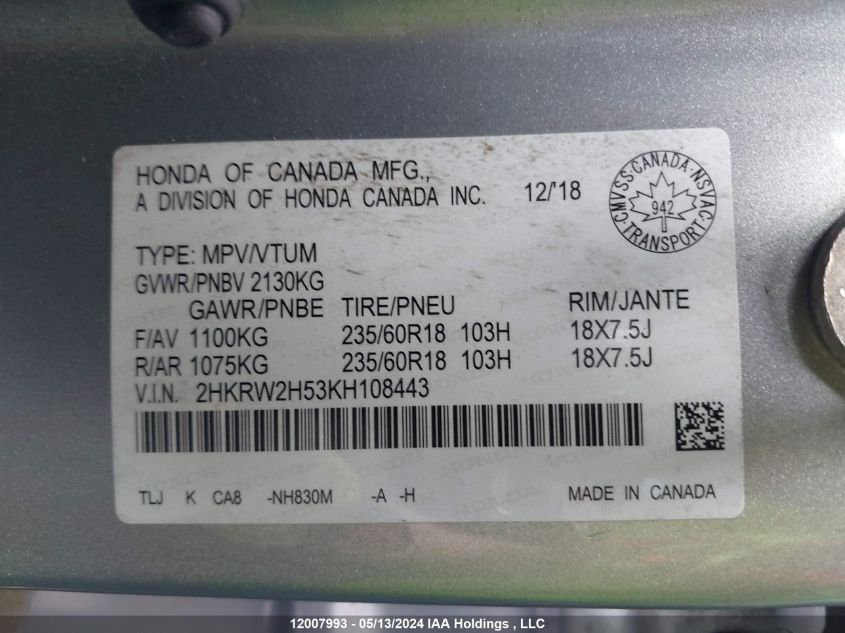 HONDA OF CANADA MFG.,
A DIVISION OF HONDA CANADA INC. 12/'18
CMVSS · CANADA · NSVAC · TRANSPORT ·
942
TYPE: MPV/VTUM
GVWR/PNBV 2130KG
GAWR/PNBE TIRE/PNEU RIM/JANTE
F/AV 1100KG 235/60R18 103H 18X7.5J
R/AR 1075KG 235/60R18 103H 18X7.5J
V.I.N. 2HKRW2H53KH108443
TLJ K CA8 -NH830M -A -H MADE IN CANADA
12007993 - 05/13/2024 IAA Holdings , LLC